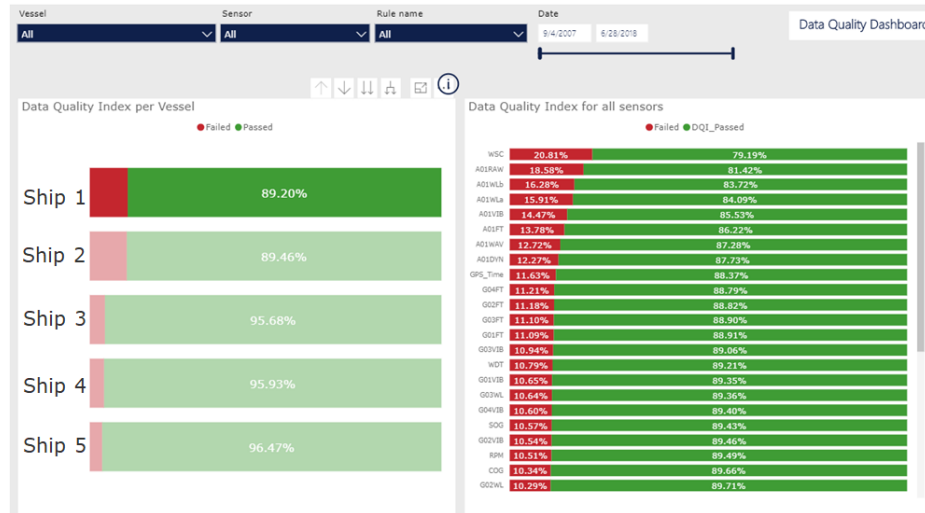 Vessel Sensor Rule name Date
All All All 9/4/2007 6/28/2018
Data Quality Dashboard
Data Quality Index per Vessel
Failed Passed
Ship 1 89.20%
Ship 2 89.46%
Ship 3 95.68%
Ship 4 95.93%
Ship 5 96.47%
Data Quality Index for all sensors
Failed DQI_Passed
WSC 20.81% 79.19%
A01RAW 18.58% 81.42%
A01WLb 16.28% 83.72%
A01WLa 15.91% 84.09%
A01VIB 14.47% 85.53%
A01FT 13.78% 86.22%
A01WAV 12.72% 87.28%
A01DYN 12.27% 87.73%
GPS_Time 11.63% 88.37%
G04FT 11.21% 88.79%
G02FT 11.18% 88.82%
G03FT 11.10% 88.90%
G01FT 11.09% 88.91%
G03VIB 10.94% 89.06%
WDT 10.79% 89.21%
G01VIB 10.65% 89.35%
G03WL 10.64% 89.36%
G04VIB 10.60% 89.40%
SOG 10.57% 89.43%
G02VIB 10.54% 89.46%
RPM 10.51% 89.49%
COG 10.34% 89.66%
G02WL 10.29% 89.71%